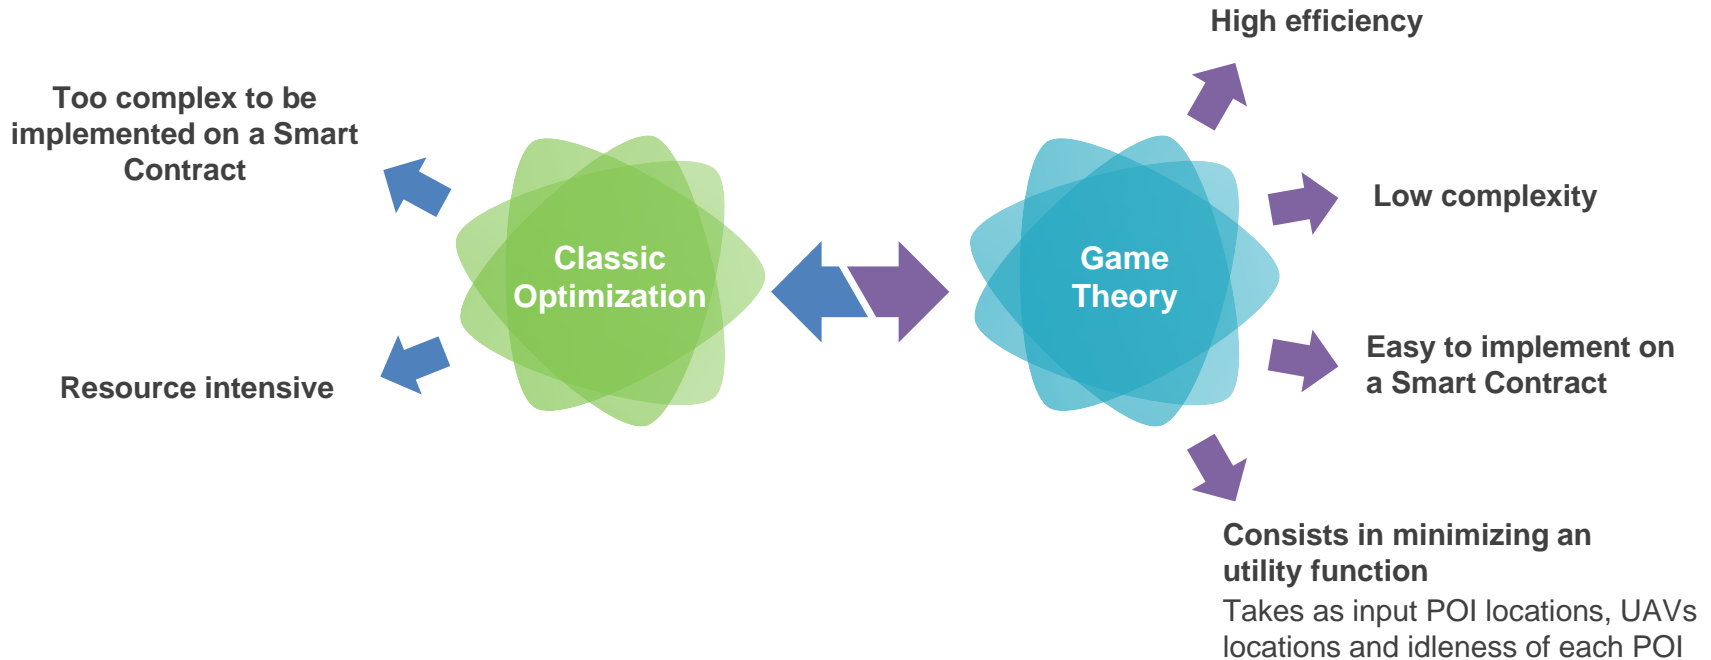 Too complex to be
implemented on a Smart
Contract
Resource intensive
Classic
Optimization
Game
Theory
High efficiency
Low complexity
Easy to implement on
a Smart Contract
Consists in minimizing an
utility function
Takes as input POI locations, UAVs
locations and idleness of each POI